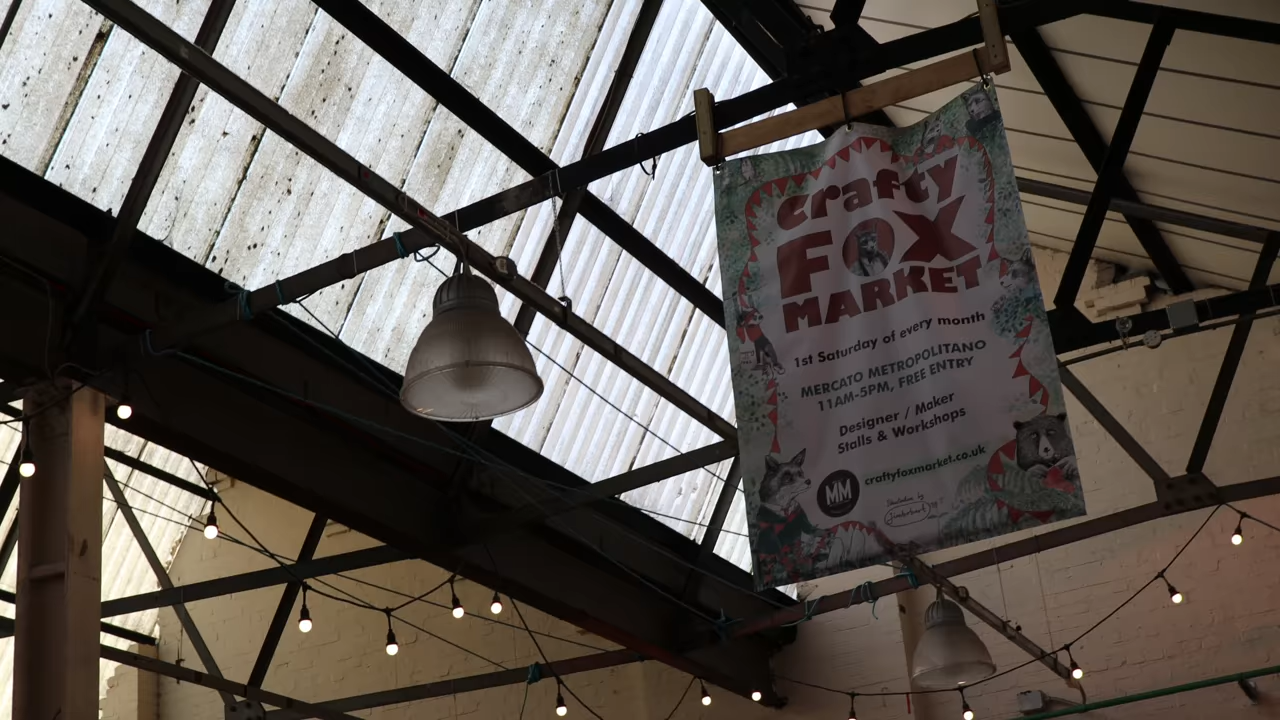 crafty
FOX
MARKET
1st Saturday of every month
MERCATO METROPOLITANO
11AM-5PM, FREE ENTRY
Designer / Maker
Stalls & Workshops
craftyfoxmarket.co.uk
MM